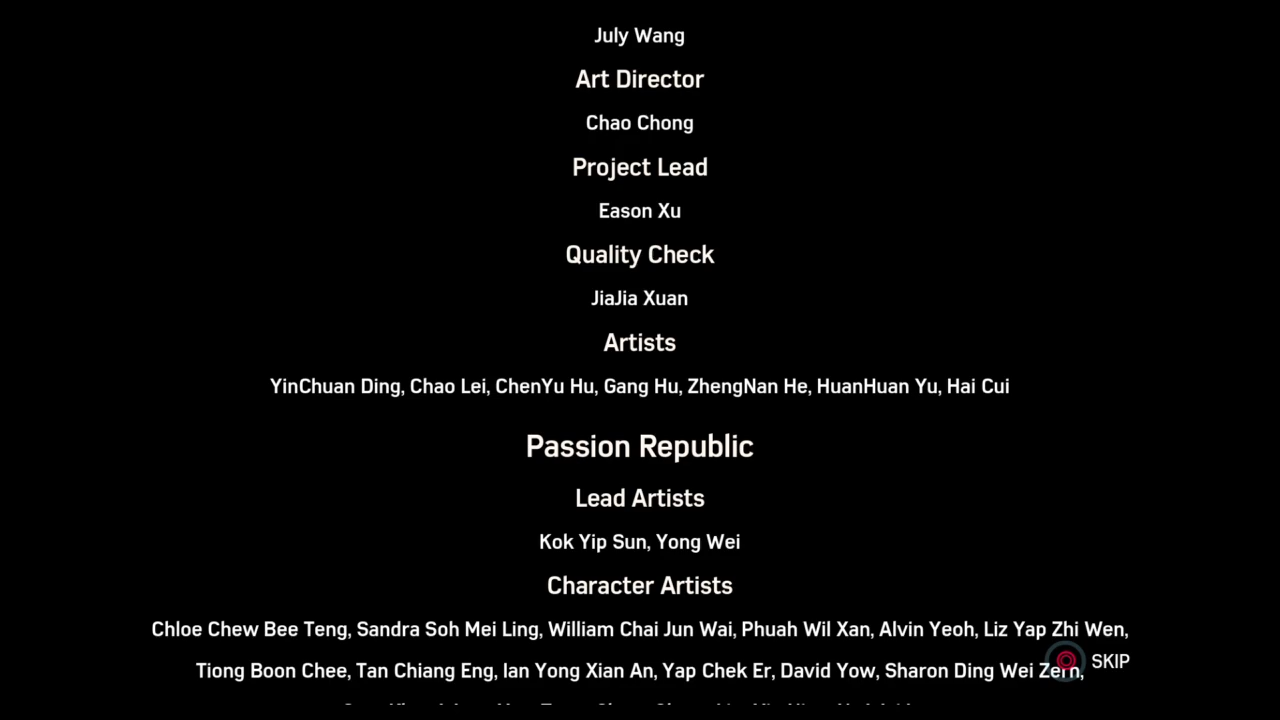 July Wang
Art Director
Chao Chong
Project Lead
Eason Xu
Quality Check
JiaJia Xuan
Artists
YinChuan Ding, Chao Lei, ChenYu Hu, Gang Hu, ZhengNan He, HuanHuan Yu, Hai Cui
Passion Republic
Lead Artists
Kok Yip Sun, Yong Wei
Character Artists
Chloe Chew Bee Teng, Sandra Soh Mei Ling, William Chai Jun Wai, Phuah Wil Xan, Alvin Yeoh, Liz Yap Zhi Wen,
Tiong Boon Chee, Tan Chiang Eng, Ian Yong Xian An, Yap Chek Er, David Yow, Sharon Ding Wei Zern,
SKIP